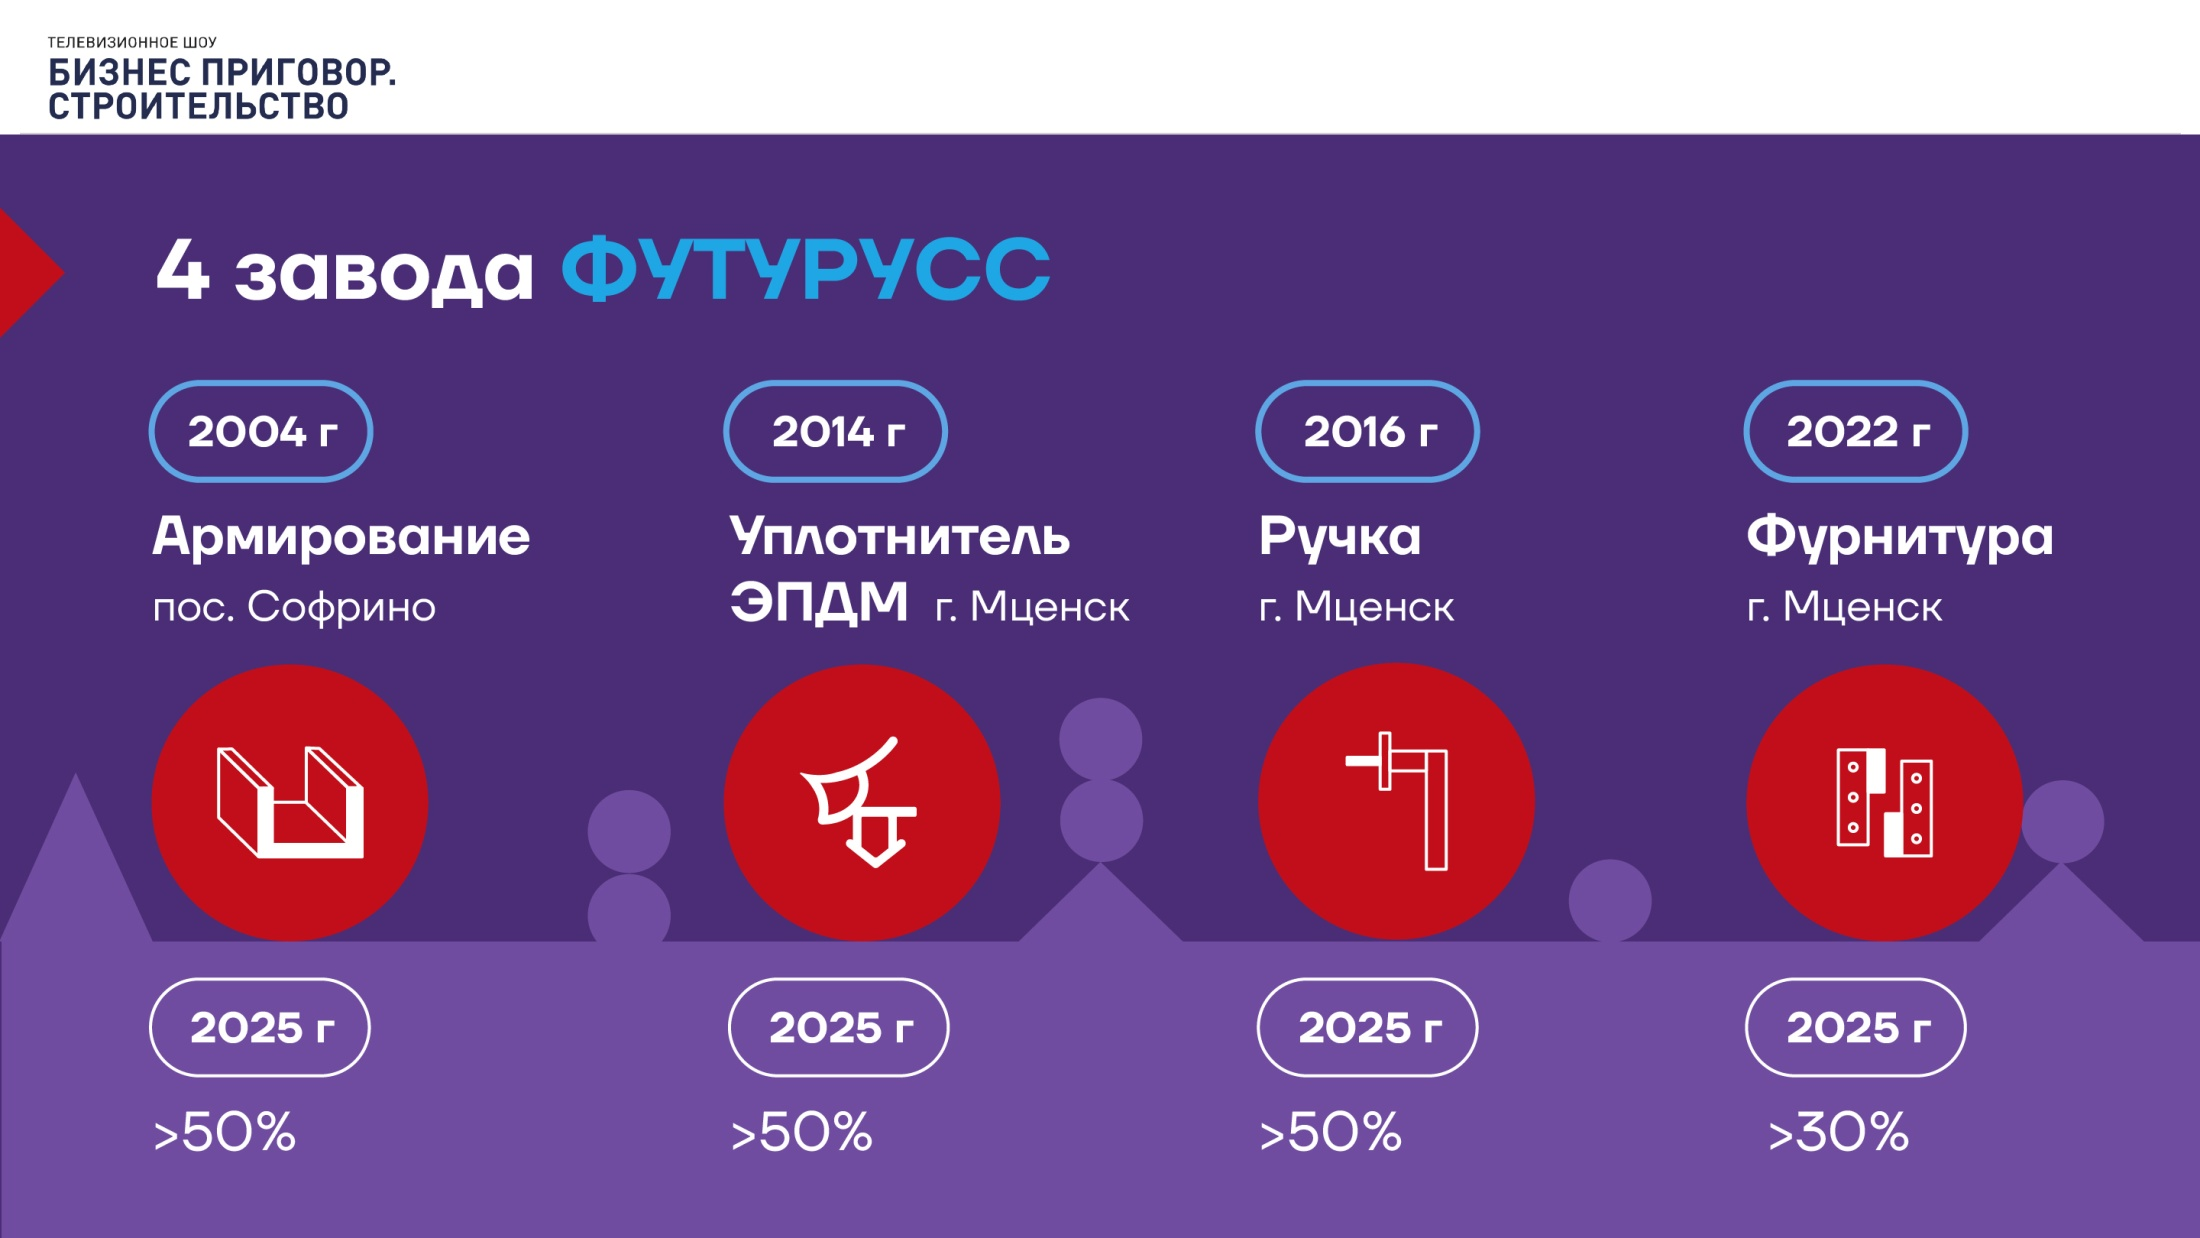 ТЕЛЕВИЗИОННОЕ ШОУ
БИЗНЕС ПРИГОВОР.
СТРОИТЕЛЬСТВО
4 завода ФУТУРУСС
2004 г
Армирование
пос. Софрино
2014 г
Уплотнитель
ЭПДМ г. Мценск
2016 г
Ручка
г. Мценск
2022 г
Фурнитура
г. Мценск
2025 г
>50%
2025 г
>50%
2025 г
>50%
2025 г
>30%